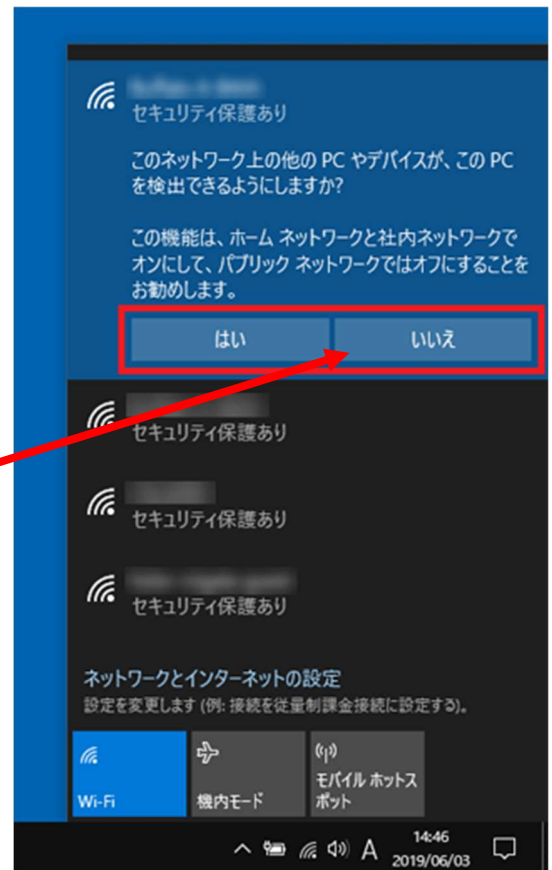 セキュリティ保護あり
このネットワーク上の他の PC やデバイスが、この PC
を検出できるようにしますか?
この機能は、ホーム ネットワークと社内ネットワークで
オンにして、パブリック ネットワークではオフにすることを
お勧めします。
はい いいえ
セキュリティ保護あり
セキュリティ保護あり
セキュリティ保護あり
ネットワークとインターネットの設定
設定を変更します (例: 接続を従量制課金接続に設定する)。
Wi-Fi 機内モード モバイル ホットス
ポット
A 14:46
2019/06/03